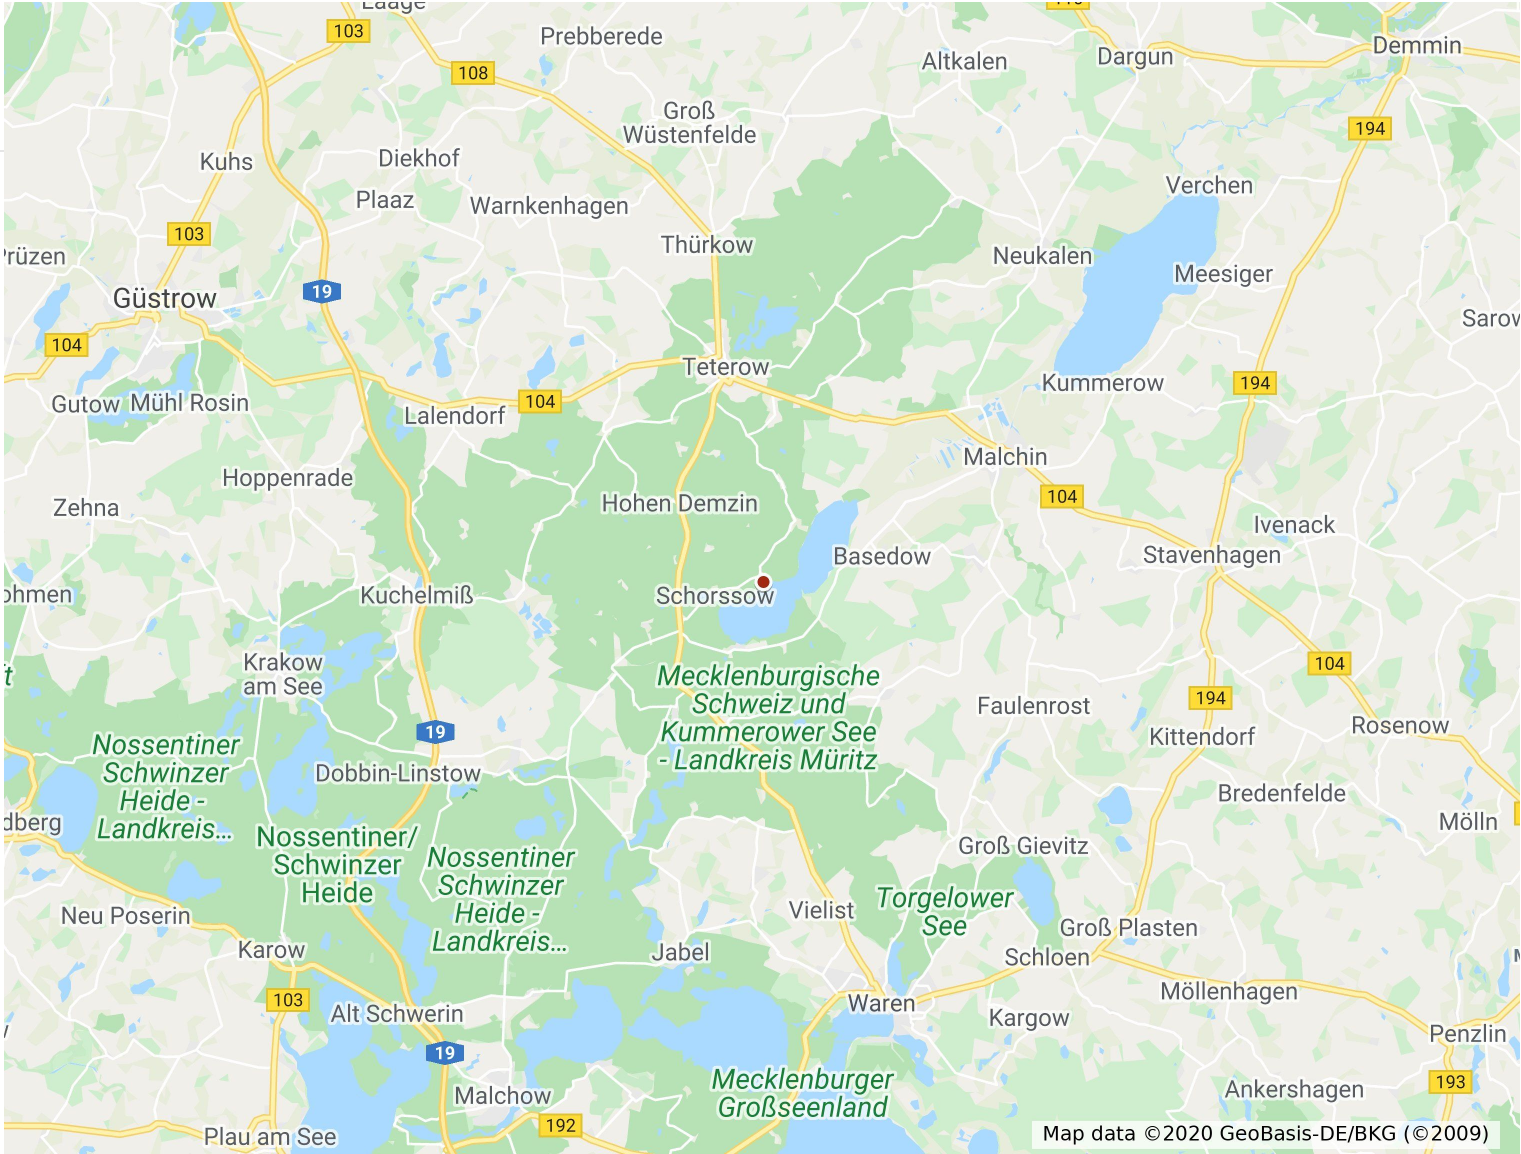 Laage
103
Prebberede
Altkalen
Dargun
Demmin
108
Groß
Wüstenfelde
194
Kuhs
Diekhof
Plaaz
Warnkenhagen
Verchen
103
Thürkow
Neukalen
Meesiger
Prüzen
Güstrow
19
104
Teterow
Kummerow
194
Gutow
Mühl Rosin
Lalendorf
104
Malchin
Hoppenrade
Hohen Demzin
104
Zehna
Ivenack
Basedow
Stavenhagen
Kuchelmiß
Schorssow
ohmen
Krakow
am See
Mecklenburgische
Schweiz und
Kummerower See
- Landkreis Müritz
104
194
Faulenrost
Rosenow
Kittendorf
19
Nossentiner
Schwinzer
Heide -
Landkreis...
Dobbin-Linstow
Bredenfelde
dberg
Mölln
Nossentiner/
Schwinzer
Heide
Nossentiner
Schwinzer
Heide -
Landkreis...
Groß Gievitz
Torgelower
See
Vielist
Neu Poserin
Groß Plasten
Karow
Jabel
Schloen
103
Alt Schwerin
Waren
Möllenhagen
Kargow
Penzlin
19
Malchow
Mecklenburger
Großseenland
Ankershagen
193
192
Plau am See
Map data ©2020 GeoBasis-DE/BKG (©2009)